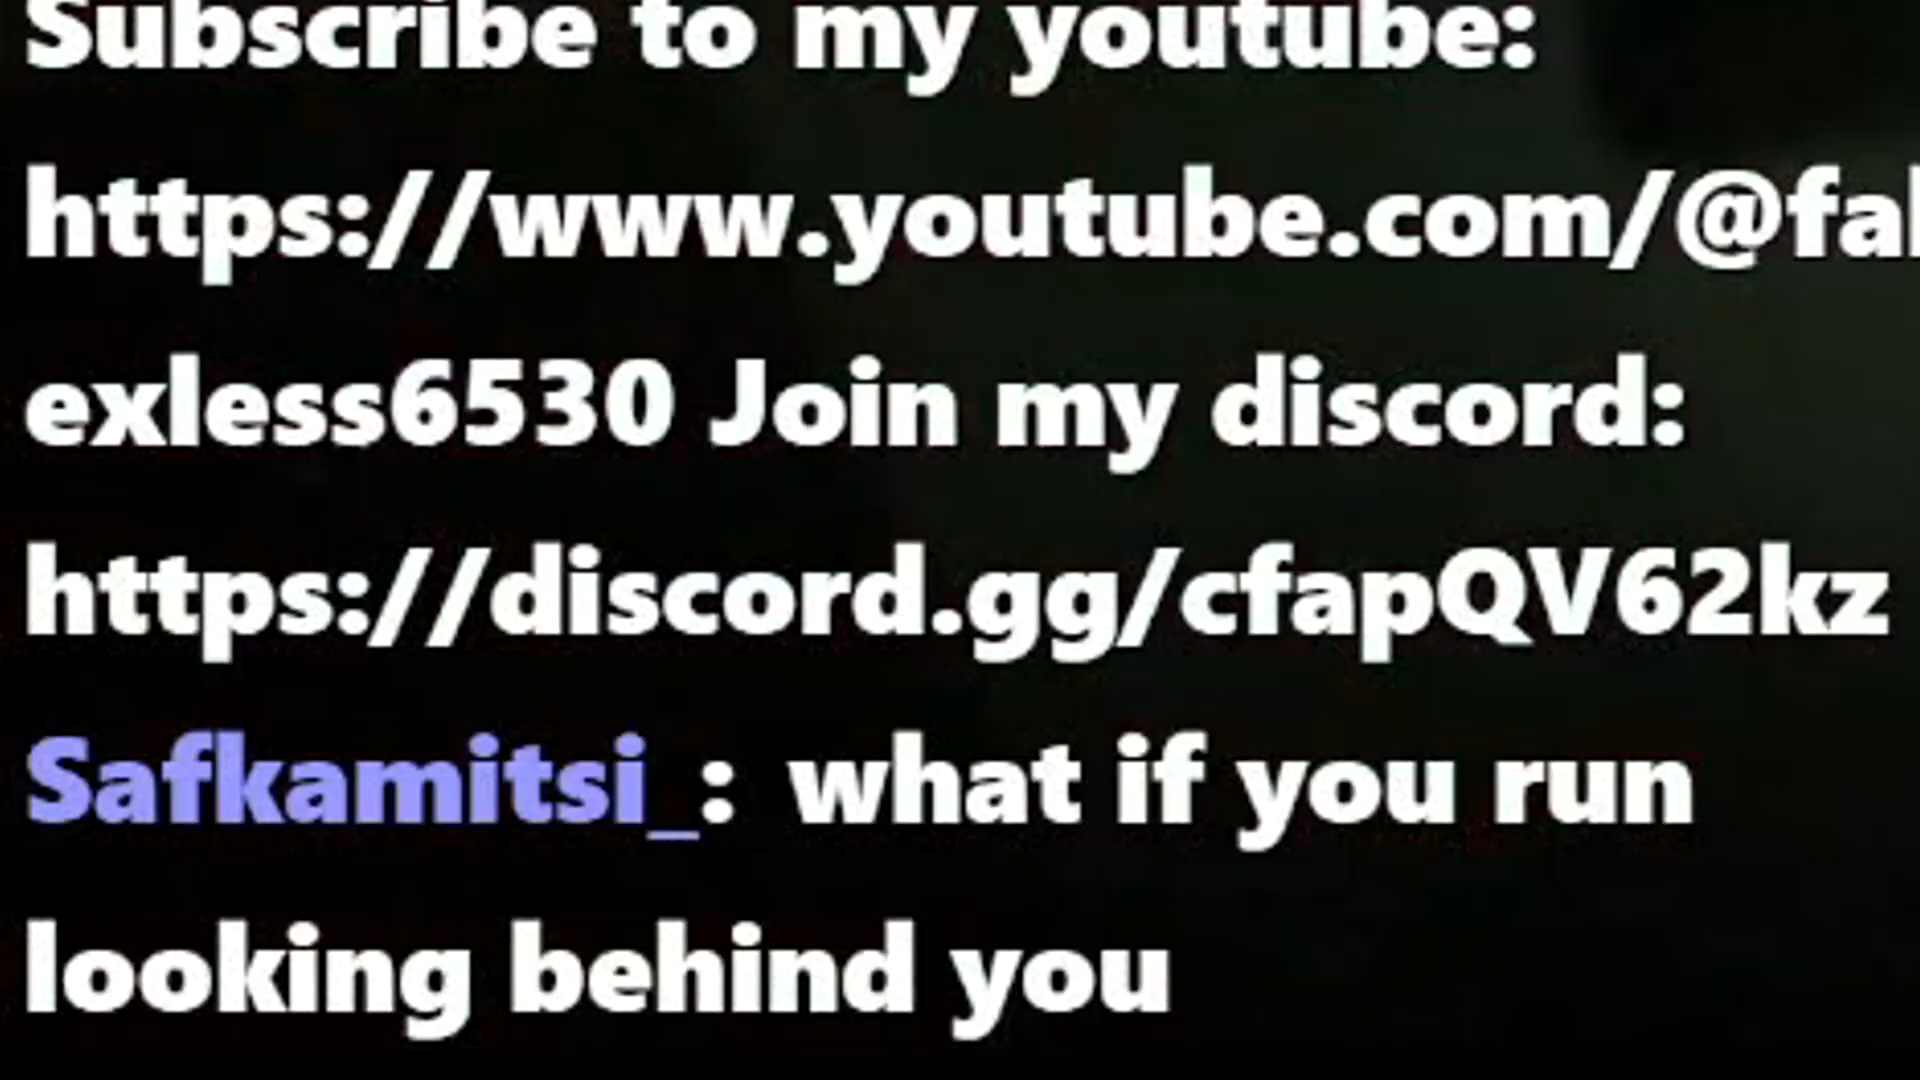 Subscribe to my youtube:
https://www.youtube.com/@fal
exless6530 Join my discord:
https://discord.gg/cfapQV62kz
Safkamitsi_: what if you run
looking behind you